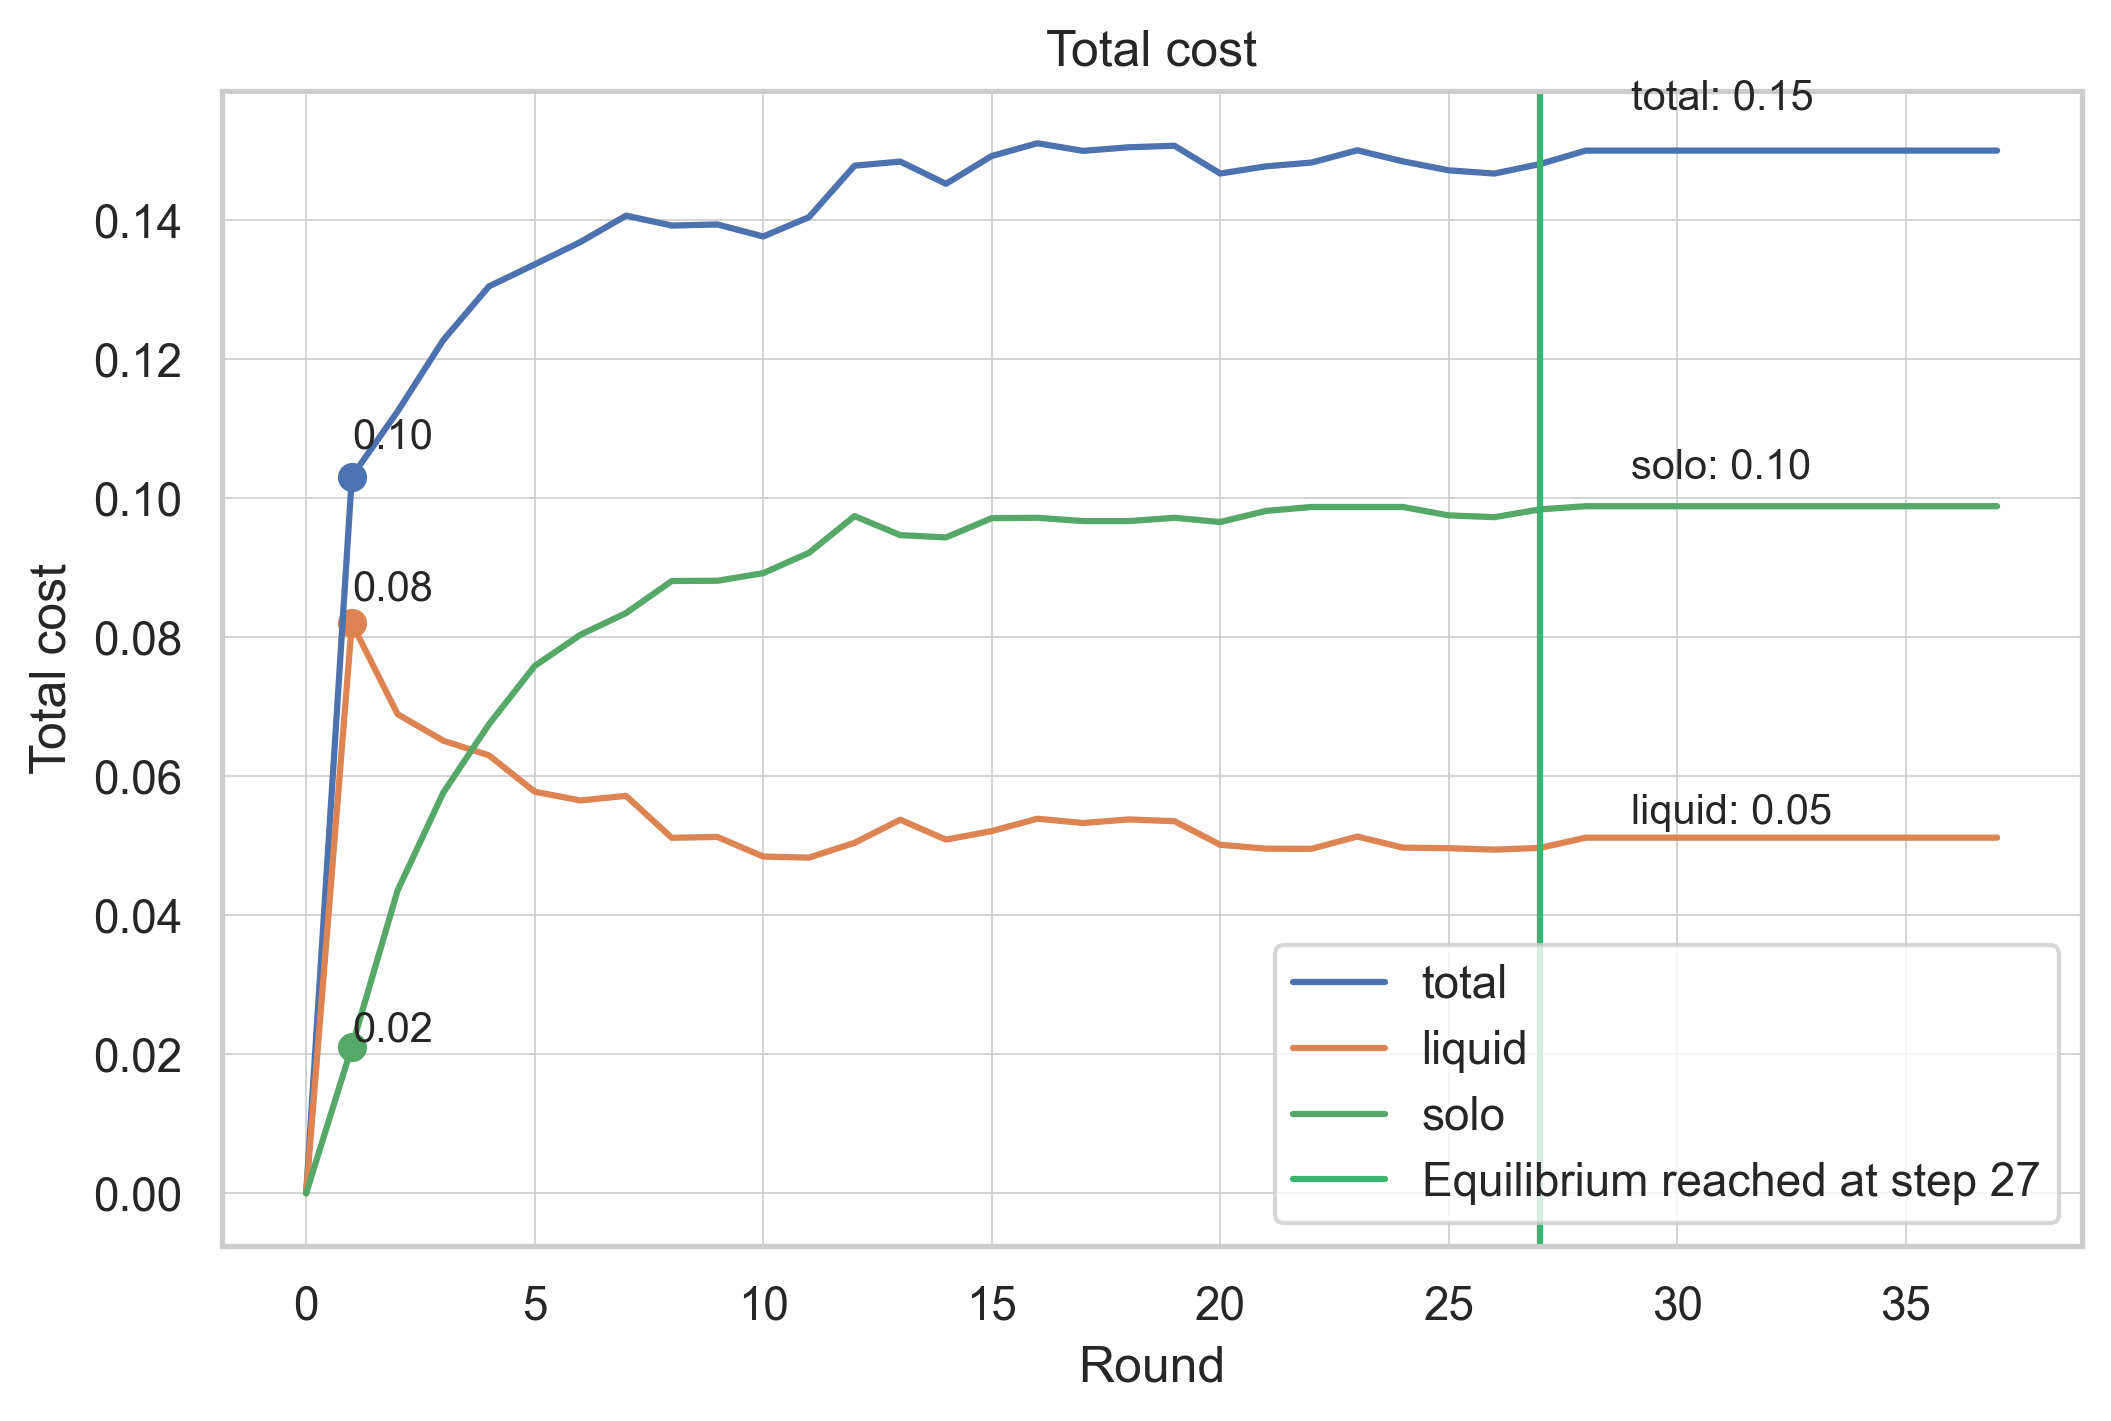 Total cost
total: 0.15
0.14
0.12
0.10
solo: 0.10
0.10
0.08
0.08
liquid: 0.05
0.06
0.04
0.02
0.02
0.00
Total cost
total
liquid
solo
Equilibrium reached at step 27
0 5 10 15 20 25 30 35
Round